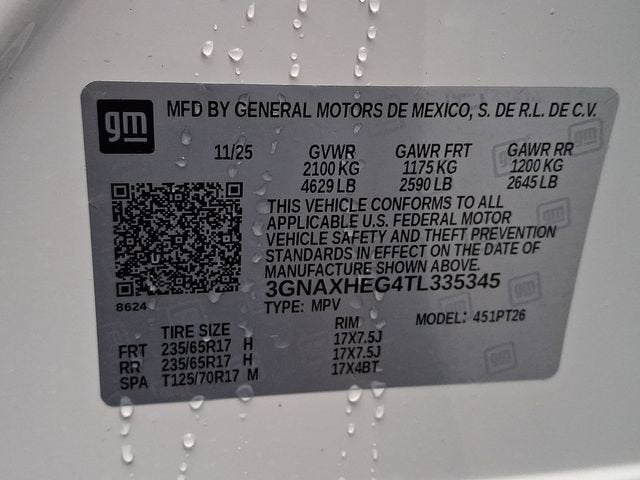 gm MFD BY GENERAL MOTORS DE MEXICO, S. DE R.L. DE C.V.
11/25 GVWR GAWR FRT GAWR RR
2100 KG 1175 KG 1200 KG
4629 LB 2590 LB 2645 LB
THIS VEHICLE CONFORMS TO ALL
APPLICABLE U.S. FEDERAL MOTOR
VEHICLE SAFETY AND THEFT PREVENTION
STANDARDS IN EFFECT ON THE DATE OF
MANUFACTURE SHOWN ABOVE.
3GNAXHEG4TL335345
8624 TYPE: MPV MODEL: 451PT26
TIRE SIZE RIM
FRT 235/65R17 H 17X7.5J
RR 235/65R17 H 17X7.5J
SPA T125/70R17 M 17X4BT